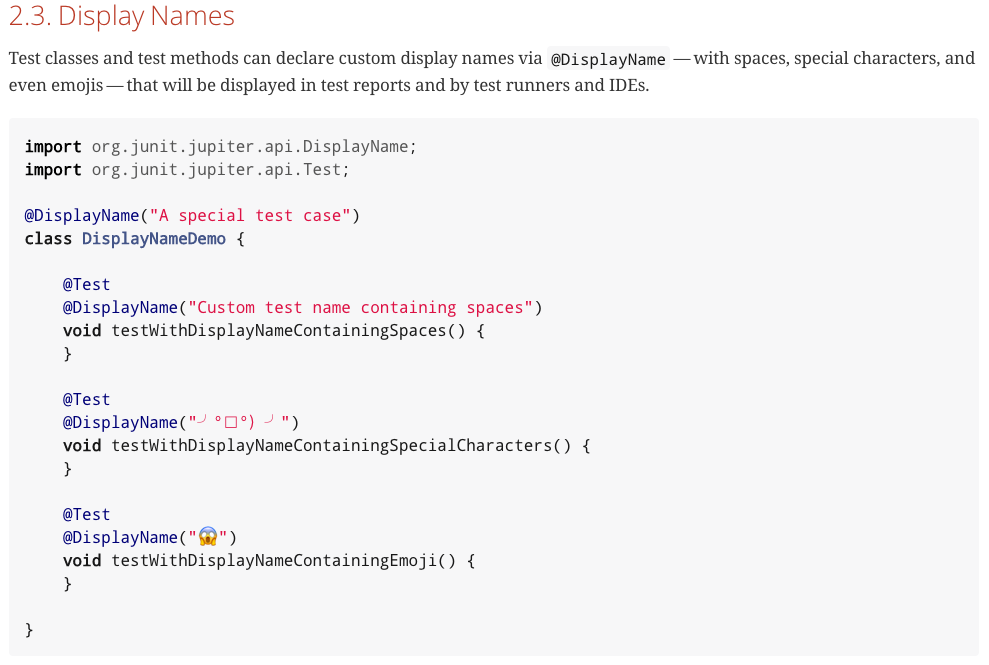 2.3. Display Names
Test classes and test methods can declare custom display names via @DisplayName — with spaces, special characters, and
even emojis — that will be displayed in test reports and by test runners and IDEs.
import org.junit.jupiter.api.DisplayName;
import org.junit.jupiter.api.Test;
@DisplayName("A special test case")
class DisplayNameDemo {
    @Test
    @DisplayName("Custom test name containing spaces")
    void testWithDisplayNameContainingSpaces() {
    }
    @Test
    @DisplayName("╯°□°)╯")
    void testWithDisplayNameContainingSpecialCharacters() {
    }
    @Test
    @DisplayName("😱")
    void testWithDisplayNameContainingEmoji() {
    }
}